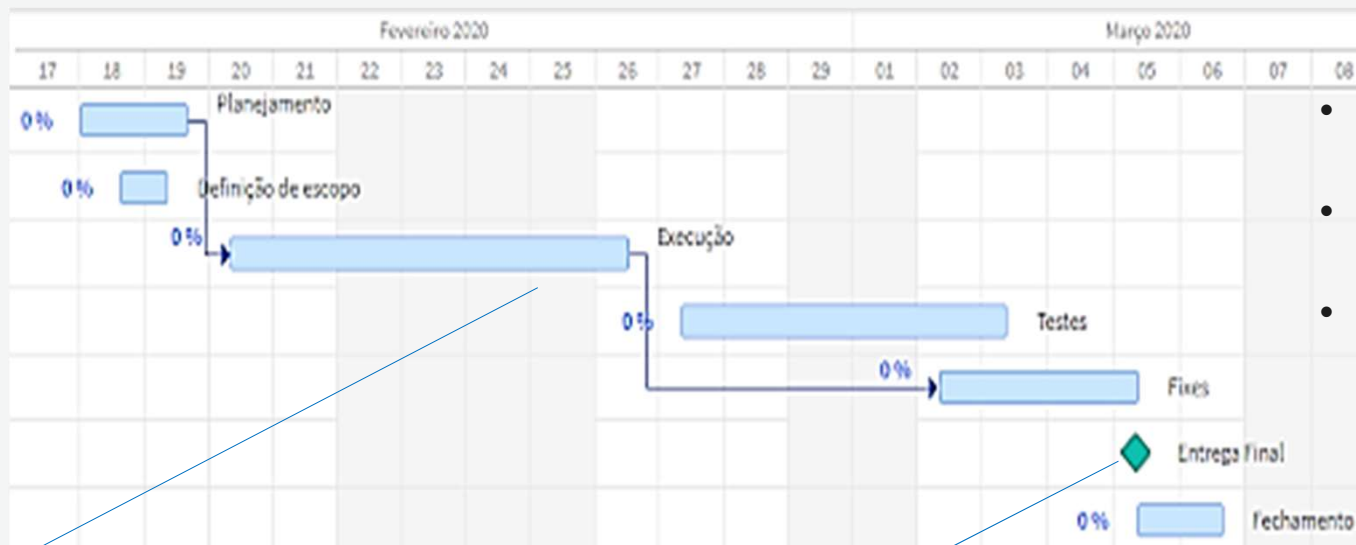 Fevereiro 2020 Março 2020
17 18 19 20 21 22 23 24 25 26 27 28 29 01 02 03 04 05 06 07 08
0 % Planejamento
0 % Definição de escopo
0 % Execução
0 % Testes
0 % Fixes
Entrega Final
0 % Fechamento